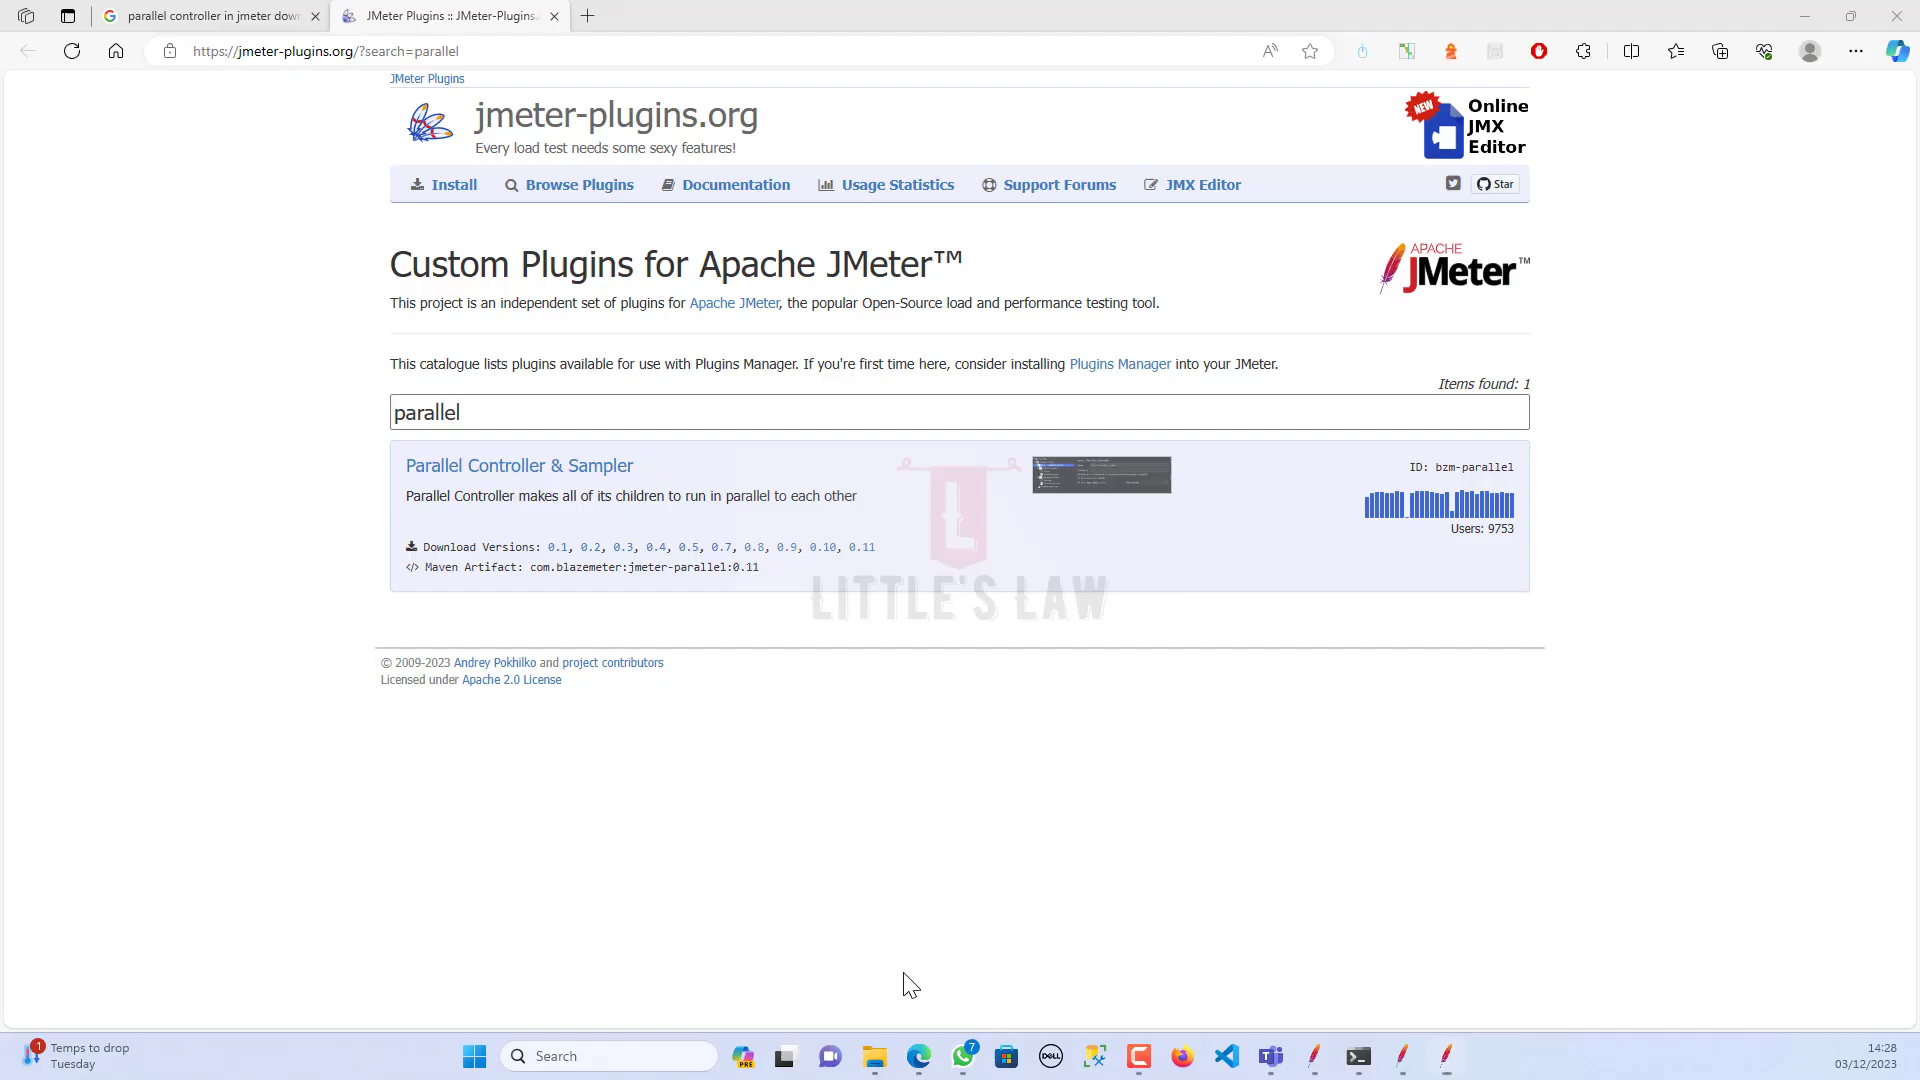 parallel controller in jmeter dow
JMeter Plugins :: JMeter-Plugins.
https://jmeter-plugins.org/?search=parallel
JMeter Plugins
jmeter-plugins.org
Every load test needs some sexy features!
NEW
Online
JMX
Editor
Install
Browse Plugins
Documentation
Usage Statistics
Support Forums
JMX Editor
Star
Custom Plugins for Apache JMeter™
APACHE
JMeter™
This project is an independent set of plugins for Apache JMeter, the popular Open-Source load and performance testing tool.
This catalogue lists plugins available for use with Plugins Manager. If you're first time here, consider installing Plugins Manager into your JMeter.
Items found: 1
parallel
Parallel Controller & Sampler
ID: bzm-parallel
Parallel Controller makes all of its children to run in parallel to each other
Users: 9753
Download Versions: 0.1, 0.2, 0.3, 0.4, 0.5, 0.7, 0.8, 0.9, 0.10, 0.11
</> Maven Artifact: com.blazemeter:jmeter-parallel:0.11
L
LITTLE'S LAW
© 2009-2023 Andrey Pokhilko and project contributors
Licensed under Apache 2.0 License
1
Temps to drop
Tuesday
Search
PRE
7
DELL
14:28
03/12/2023